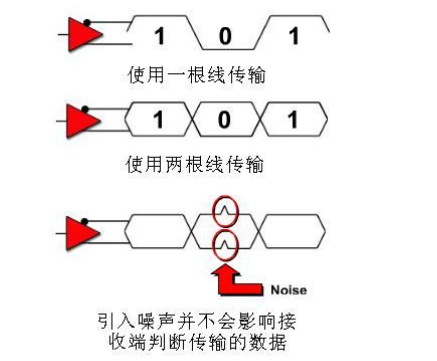 1 0 1
使用一根线传输
1 0 1
使用两根线传输
Noise
引入噪声并不会影响接
收端判断传输的数据